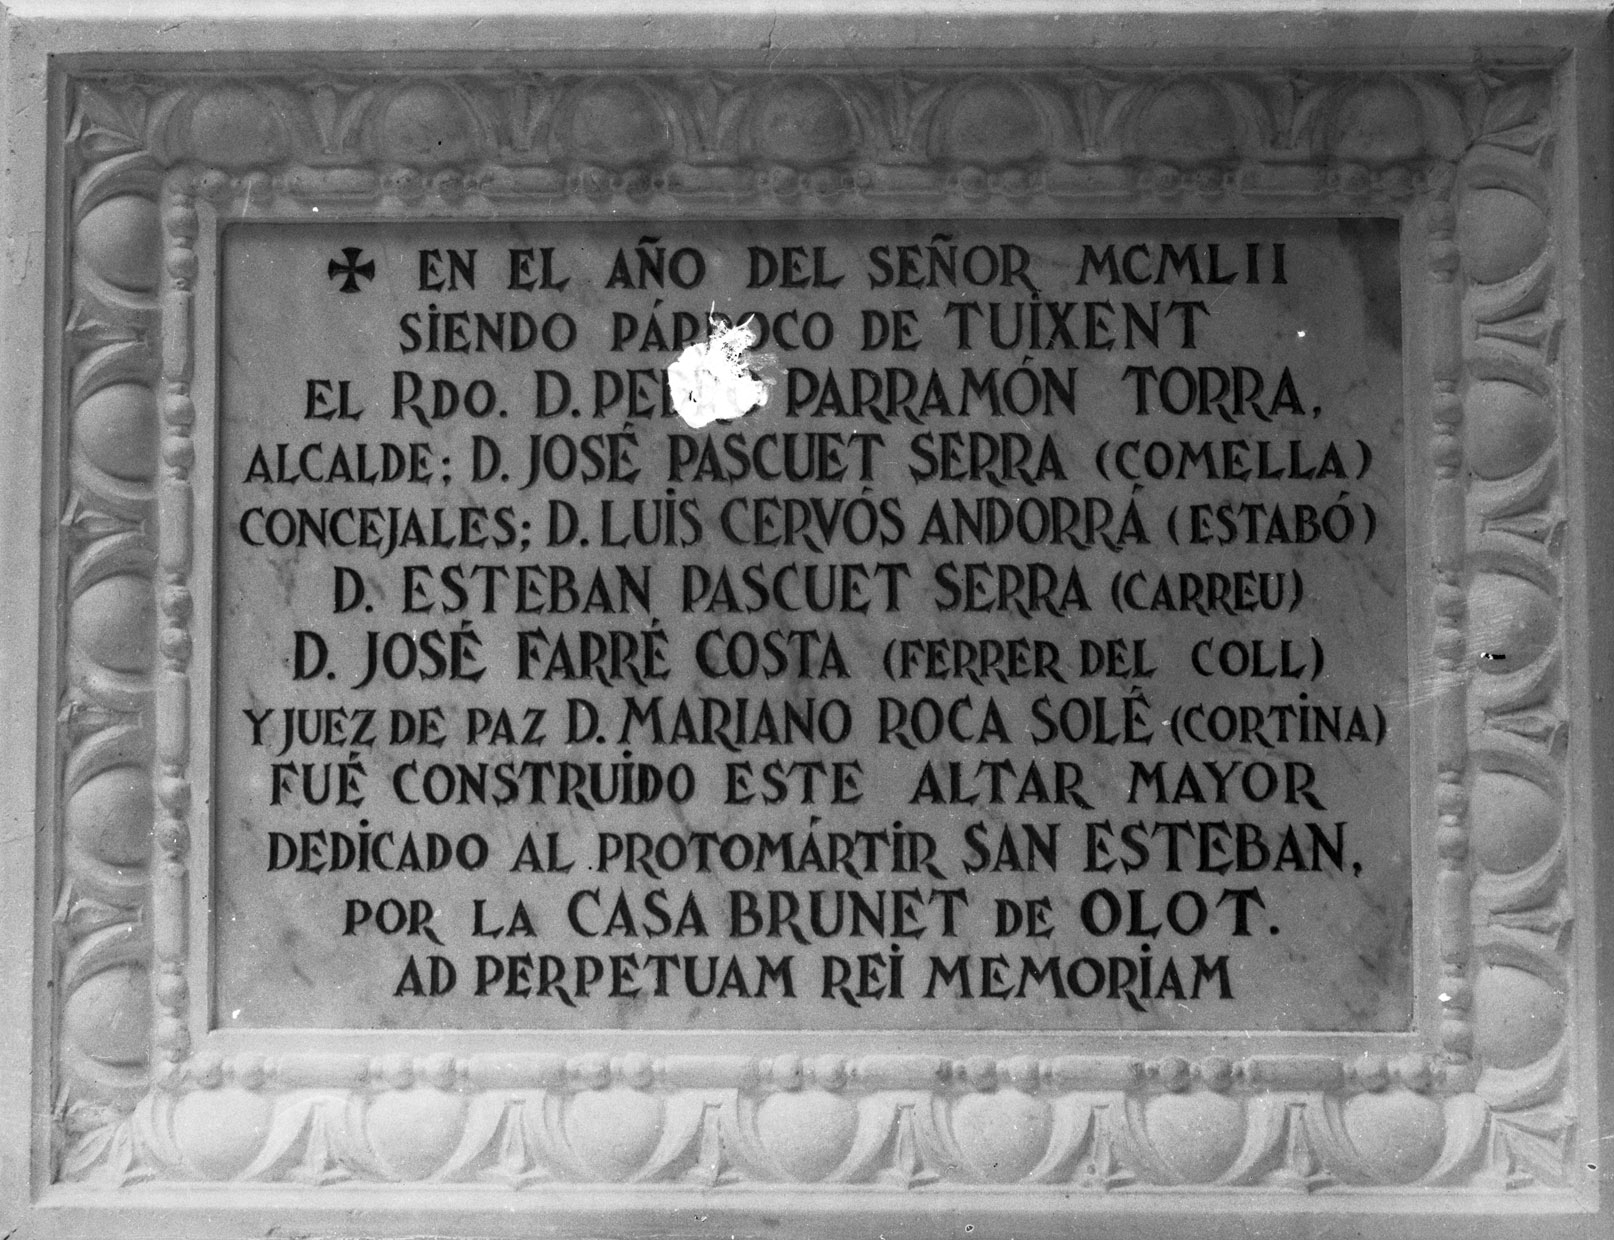 ✠ EN EL AÑO DEL SEÑOR MCMLII
SIENDO PÁRROCO DE TUIXENT
EL RDO. D. PEDRO PARRAMÓN TORRA,
ALCALDE; D. JOSÉ PASCUET SERRA (COMELLA)
CONCEJALES; D. LUIS CERVÓS ANDORRÁ (ESTABÓ)
D. ESTEBAN PASCUET SERRA (CARREU)
D. JOSÉ FARRÉ COSTA (FERRER DEL COLL)
Y JUEZ DE PAZ D. MARIANO ROCA SOLÉ (CORTINA)
FUÉ CONSTRUIDO ESTE ALTAR MAYOR
DEDICADO AL PROTOMÁRTIR SAN ESTEBAN,
POR LA CASA BRUNET DE OLOT.
AD PERPETUAM REI MEMORIAM